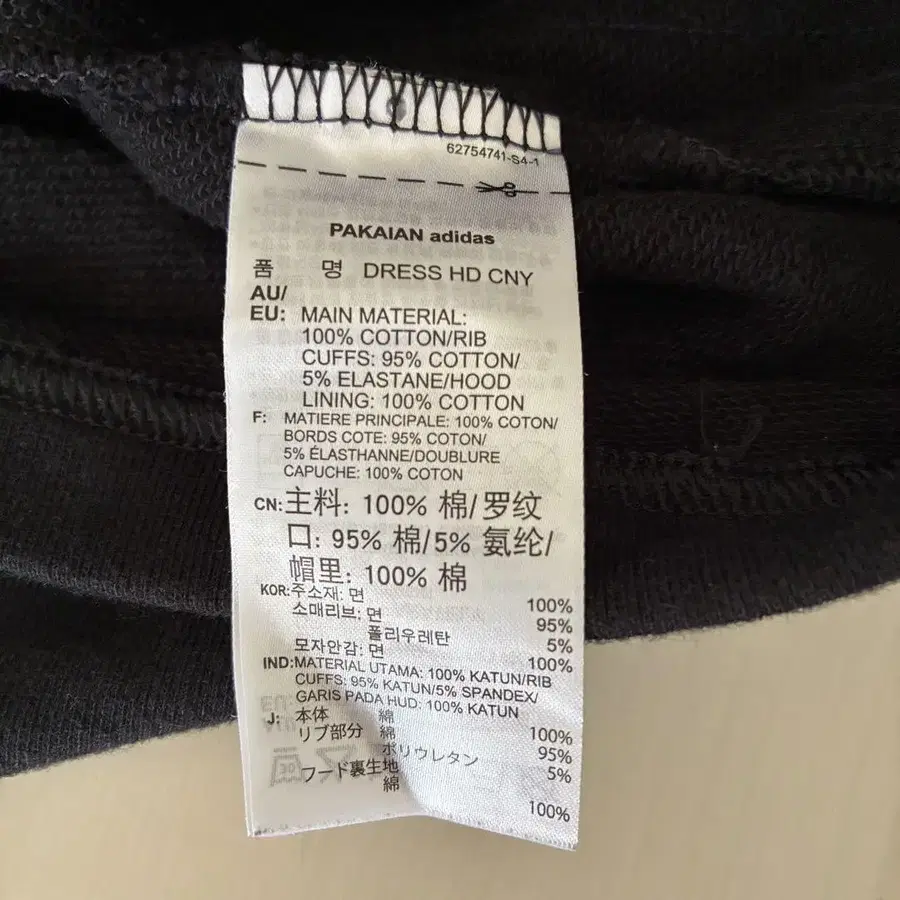 62754741-S4-1
PAKAIAN adidas
품 명 DRESS HD CNY
AU/
EU: MAIN MATERIAL:
100% COTTON/RIB
CUFFS: 95% COTTON/
5% ELASTANE/HOOD
LINING: 100% COTTON
F: MATIERE PRINCIPALE: 100% COTON/
BORDS COTE: 95% COTON/
5% ÉLASTHANNE/DOUBLURE
CAPUCHE: 100% COTON
CN:主料: 100% 棉/罗纹
口: 95% 棉/5% 氨纶/
帽里: 100% 棉
KOR:주소재: 면 100%
소매리브: 면 95%
폴리우레탄 5%
모자안감: 면 100%
IND:MATERIAL UTAMA: 100% KATUN/RIB
CUFFS: 95% KATUN/5% SPANDEX/
GARIS PADA HUD: 100% KATUN
J: 本体 綿 100%
リブ部分 綿 95%
ポリウレタン 5%
フード裏生地
綿 100%